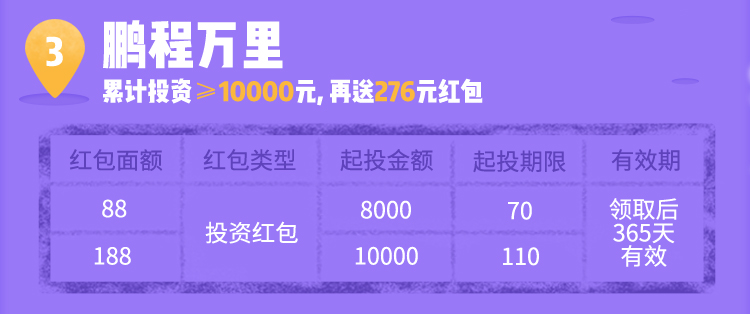 3
鹏程万里
累计投资≥10000元, 再送276元红包
红包面额 红包类型 起投金额 起投期限 有效期
88 投资红包 8000 70 领取后365天有效
188 10000 110